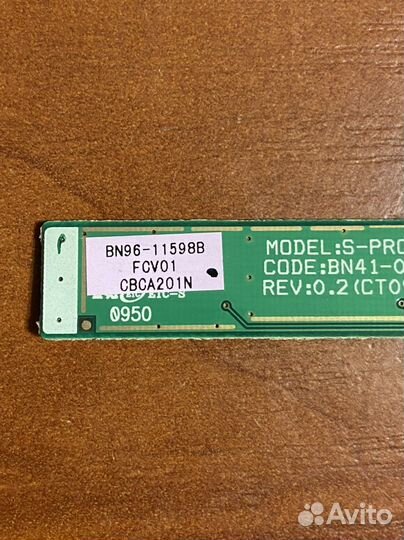 BN96-11598B
FCV01
CBCA201N
0950
MODEL:S-PRO
CODE:BN41-0
REV:0.2(CT0
Avito